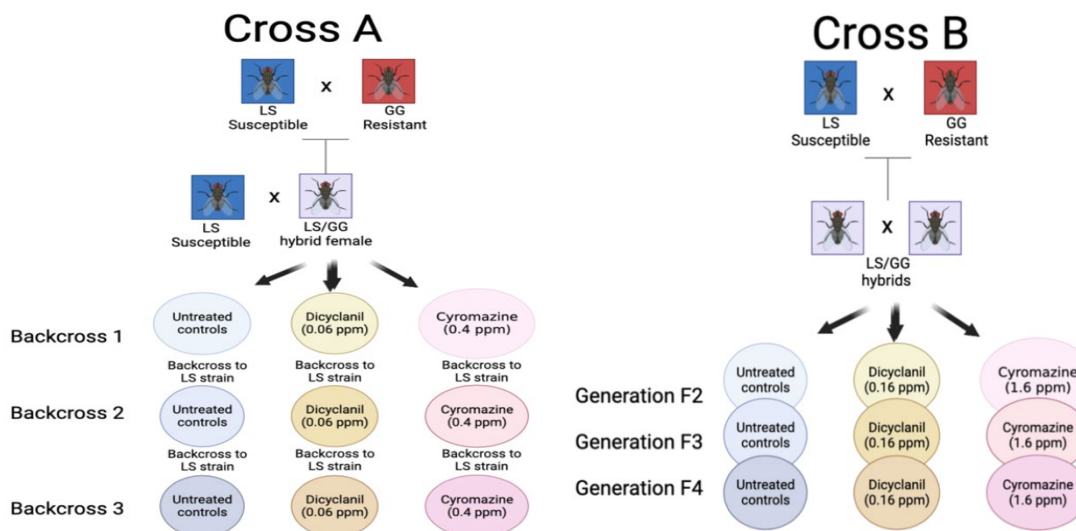 Cross A
X
LS
Susceptible
GG
Resistant
X
LS
Susceptible
LS/GG
hybrid female
Backcross 1
Untreated
controls
Dicyclanil
(0.06 ppm)
Cyromazine
(0.4 ppm)
Backcross to
LS strain
Backcross to
LS strain
Backcross to
LS strain
Backcross 2
Untreated
controls
Dicyclanil
(0.06 ppm)
Cyromazine
(0.4 ppm)
Backcross to
LS strain
Backcross to
LS strain
Backcross to
LS strain
Backcross 3
Untreated
controls
Dicyclanil
(0.06 ppm)
Cyromazine
(0.4 ppm)
Cross B
X
LS
Susceptible
GG
Resistant
X
LS/GG
hybrids
Generation F2
Untreated
controls
Dicyclanil
(0.16 ppm)
Cyromazine
(1.6 ppm)
Generation F3
Untreated
controls
Dicyclanil
(0.16 ppm)
Cyromazine
(1.6 ppm)
Generation F4
Untreated
controls
Dicyclanil
(0.16 ppm)
Cyromazine
(1.6 ppm)